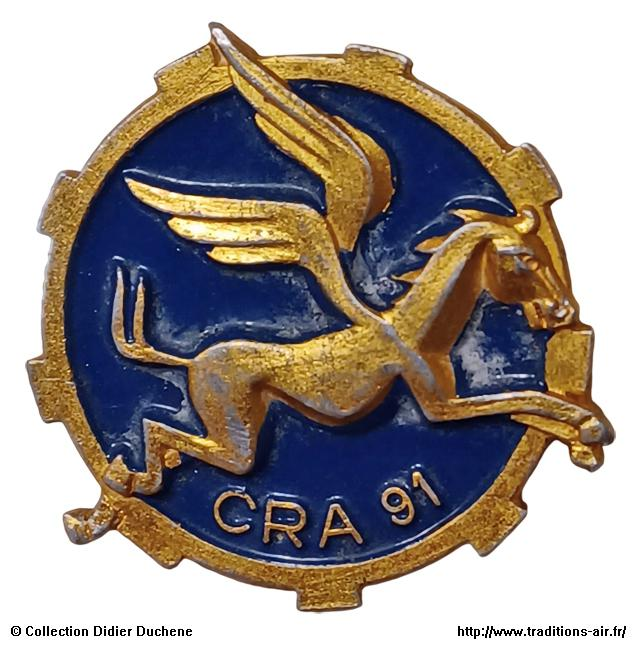 CRA 91
© Collection Didier Duchene
http://www.traditions-air.fr/